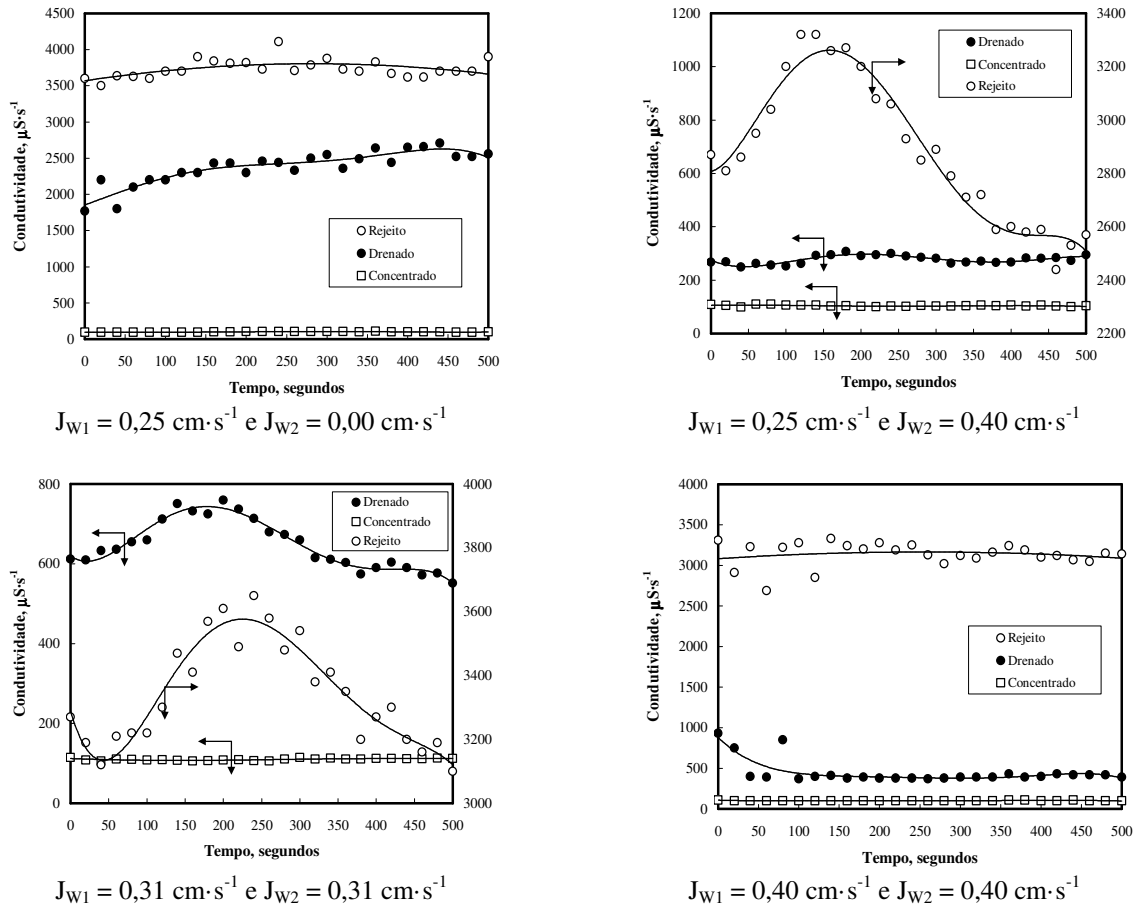 4500
4000
3500
3000
2500
2000
1500
1000
500
0
Condutividade, µS·s⁻¹
Rejeito
Drenado
Concentrado
0 50 100 150 200 250 300 350 400 450 500
Tempo, segundos
J_W1 = 0,25 cm·s⁻¹ e J_W2 = 0,00 cm·s⁻¹
1200
1000
800
600
400
200
0
Condutividade, µS·s⁻¹
Drenado
Concentrado
Rejeito
3400
3200
3000
2800
2600
2400
2200
0 50 100 150 200 250 300 350 400 450 500
Tempo, segundos
J_W1 = 0,25 cm·s⁻¹ e J_W2 = 0,40 cm·s⁻¹
800
600
400
200
0
Condutividade, µS·s⁻¹
Drenado
Concentrado
Rejeito
4000
3800
3600
3400
3200
3000
0 50 100 150 200 250 300 350 400 450 500
Tempo, segundos
J_W1 = 0,31 cm·s⁻¹ e J_W2 = 0,31 cm·s⁻¹
4000
3500
3000
2500
2000
1500
1000
500
0
Condutividade, µS·s⁻¹
Rejeito
Drenado
Concentrado
0 50 100 150 200 250 300 350 400 450 500
Tempo, segundos
J_W1 = 0,40 cm·s⁻¹ e J_W2 = 0,40 cm·s⁻¹